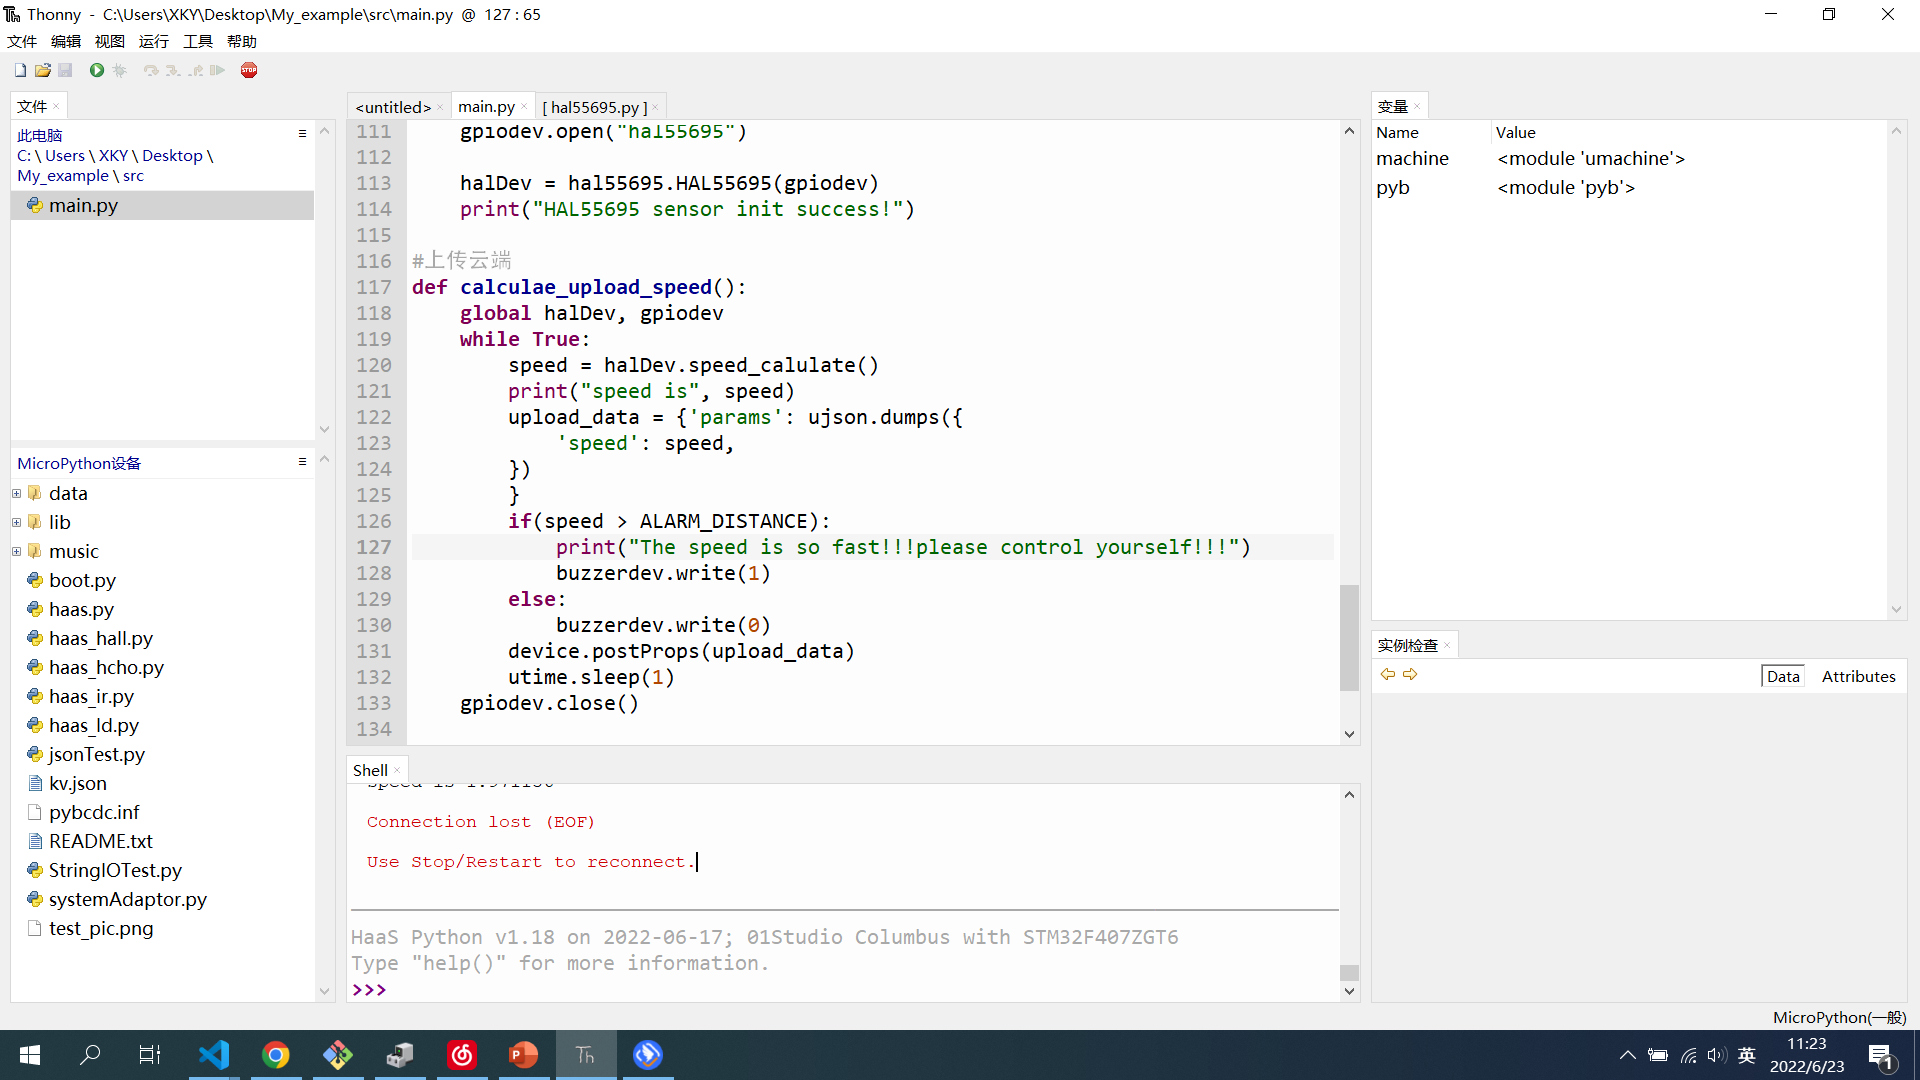 Thonny - C:\Users\XKY\Desktop\My_example\src\main.py @ 127 : 65
文件 编辑 视图 运行 工具 帮助
STOP
文件
此电脑
C: \ Users \ XKY \ Desktop \
My_example \ src
main.py
MicroPython设备
data
lib
music
boot.py
haas.py
haas_hall.py
haas_hcho.py
haas_ir.py
haas_ld.py
jsonTest.py
kv.json
pybcdc.inf
README.txt
StringIOTest.py
systemAdaptor.py
test_pic.png
<untitled> main.py [ hal55695.py ]
111 gpiodev.open("hal55695")
112
113 halDev = hal55695.HAL55695(gpiodev)
114 print("HAL55695 sensor init success!")
115
116 #上传云端
117 def calculae_upload_speed():
118 global halDev, gpiodev
119 while True:
120 speed = halDev.speed_calulate()
121 print("speed is", speed)
122 upload_data = {'params': ujson.dumps({
123 'speed': speed,
124 })
125 }
126 if(speed > ALARM_DISTANCE):
127 print("The speed is so fast!!!please control yourself!!!")
128 buzzerdev.write(1)
129 else:
130 buzzerdev.write(0)
131 device.postProps(upload_data)
132 utime.sleep(1)
133 gpiodev.close()
134
Shell
Connection lost (EOF)
Use Stop/Restart to reconnect.
HaaS Python v1.18 on 2022-06-17; 01Studio Columbus with STM32F407ZGT6
Type "help()" for more information.
>>>
变量
Name Value
machine <module 'umachine'>
pyb <module 'pyb'>
实例检查
Data Attributes
MicroPython(一般)
Th
英
11:23
2022/6/23
1